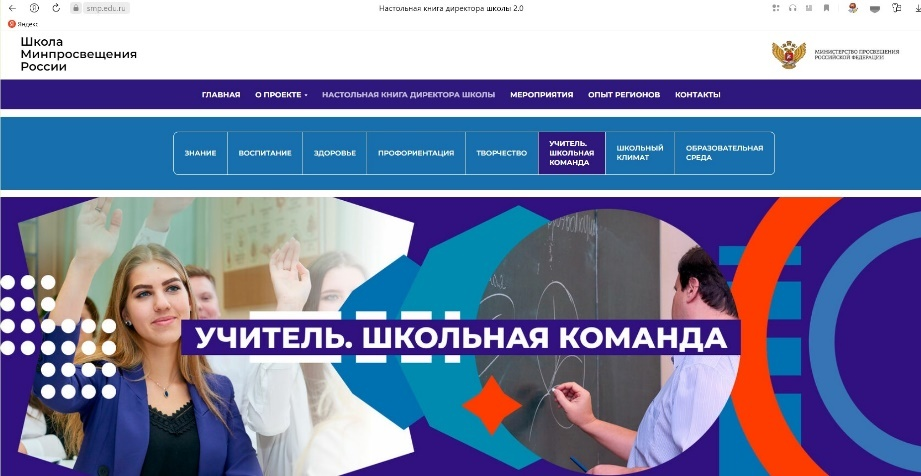 smp.edu.ru
Настольная книга директора школы 2.0
Яндекс
Школа
Минпросвещения
России
МИНИСТЕРСТВО ПРОСВЕЩЕНИЯ
РОССИЙСКОЙ ФЕДЕРАЦИИ
ГЛАВНАЯ О ПРОЕКТЕ НАСТОЛЬНАЯ КНИГА ДИРЕКТОРА ШКОЛЫ МЕРОПРИЯТИЯ ОПЫТ РЕГИОНОВ КОНТАКТЫ
ЗНАНИЕ
ВОСПИТАНИЕ
ЗДОРОВЬЕ
ПРОФОРИЕНТАЦИЯ
ТВОРЧЕСТВО
УЧИТЕЛЬ.
ШКОЛЬНАЯ
КОМАНДА
ШКОЛЬНЫЙ
КЛИМАТ
ОБРАЗОВАТЕЛЬНАЯ
СРЕДА
УЧИТЕЛЬ. ШКОЛЬНАЯ КОМАНДА